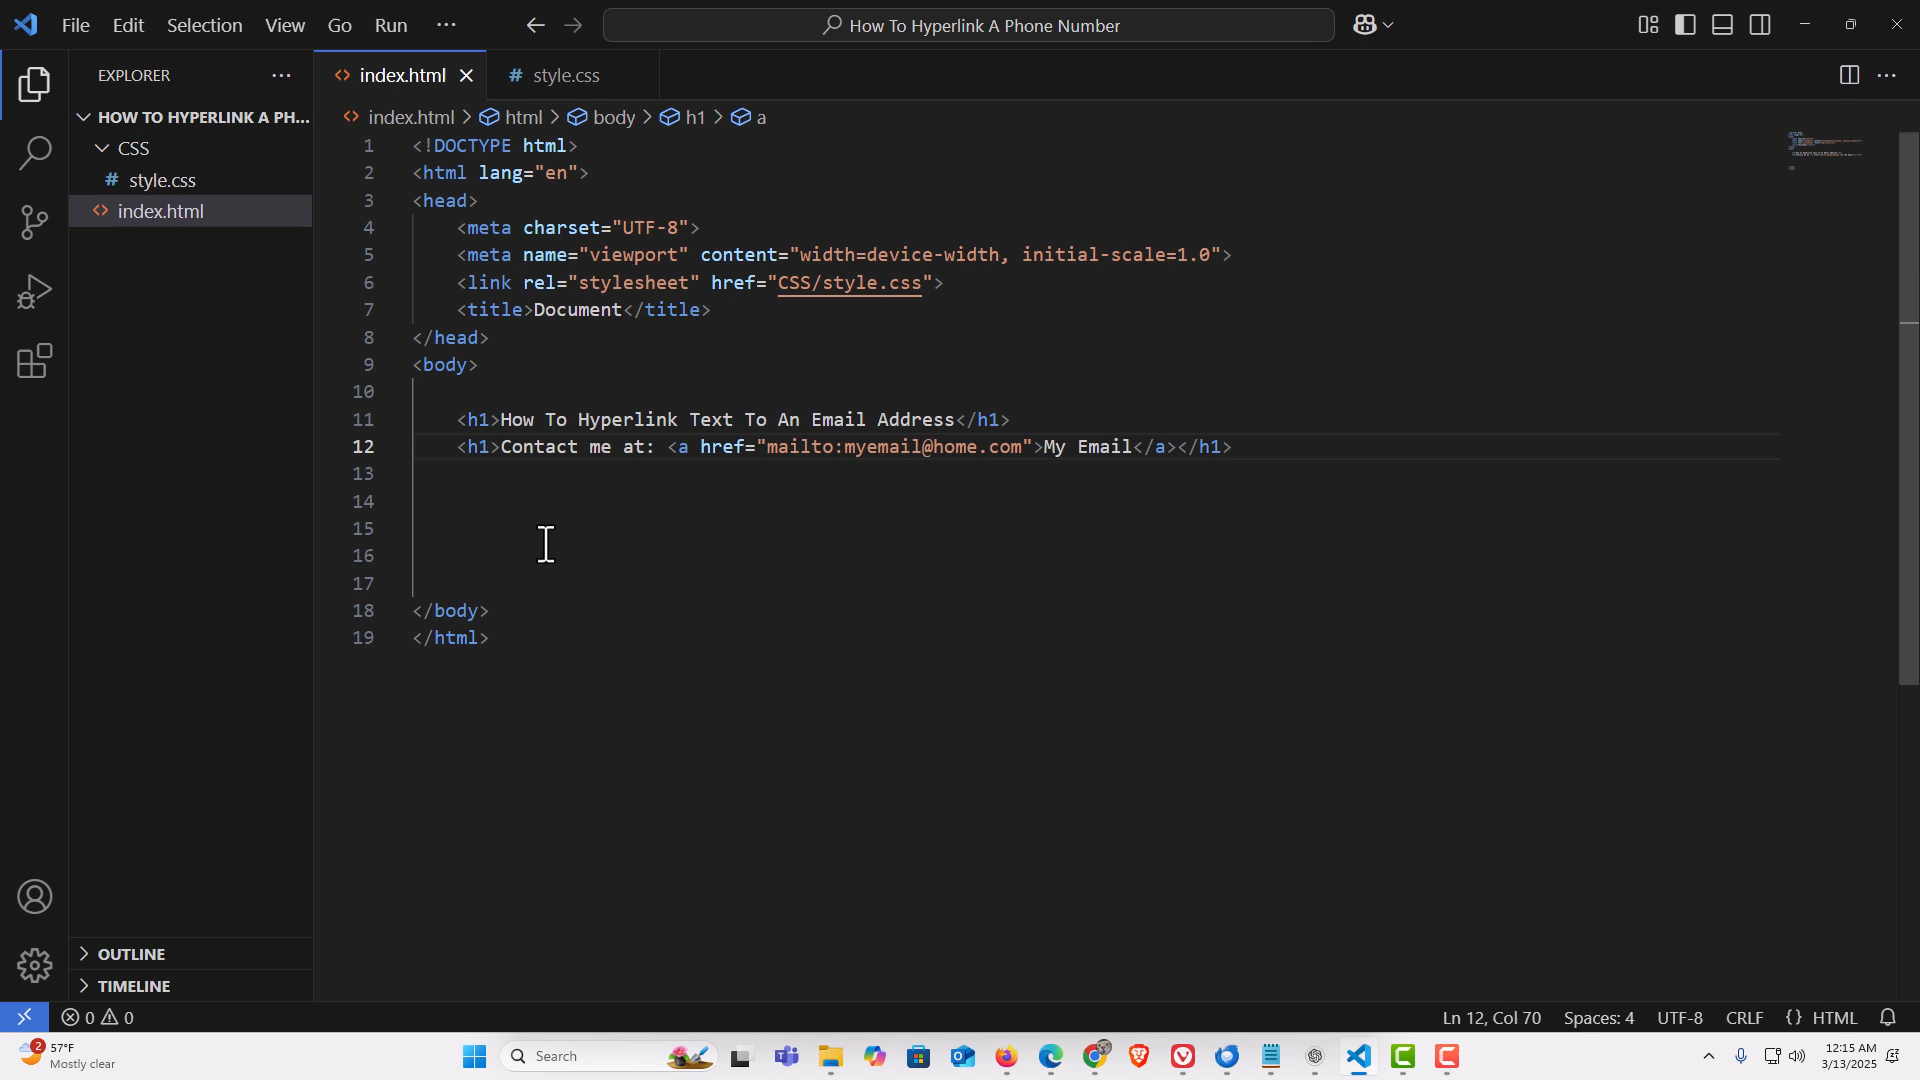 File Edit Selection View Go Run ··· How To Hyperlink A Phone Number
EXPLORER ···
index.html
# style.css
···
HOW TO HYPERLINK A PH...
CSS
# style.css
index.html
index.html > html > body > h1 > a
1 <!DOCTYPE html>
2 <html lang="en">
3 <head>
4 <meta charset="UTF-8">
5 <meta name="viewport" content="width=device-width, initial-scale=1.0">
6 <link rel="stylesheet" href="CSS/style.css">
7 <title>Document</title>
8 </head>
9 <body>
10
11 <h1>How To Hyperlink Text To An Email Address</h1>
12 <h1>Contact me at: <a href="mailto:myemail@home.com">My Email</a></h1>
13
14
15
16
17
18 </body>
19 </html>
OUTLINE
TIMELINE
0 0
Ln 12, Col 70 Spaces: 4 UTF-8 CRLF {} HTML
2
57°F
Mostly clear
Search
12:15 AM
3/13/2025